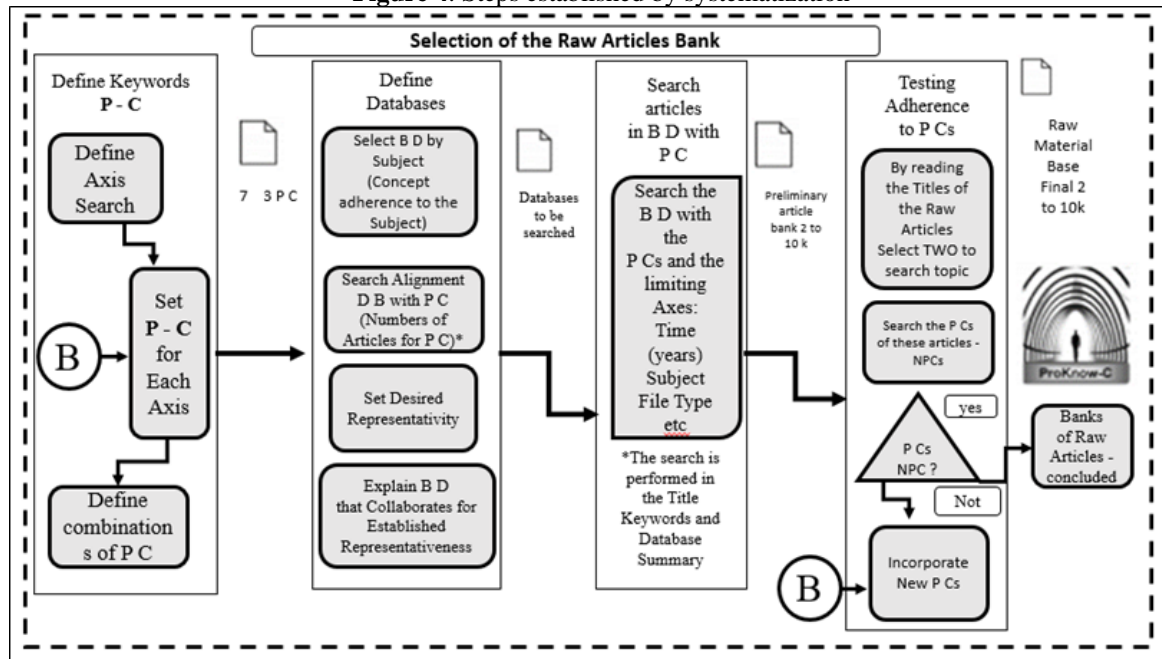 Figure 4. Steps established by systematization
Selection of the Raw Articles Bank
Define Keywords
P - C
Define
Axis
Search
B
Set
P - C
for
Each
Axis
Define
combination
s of P C
7 3 P C
Define
Databases
Select B D by
Subject
(Concept
adherence to the
Subject)
Search Alignment
D B with P C
(Numbers of
Articles for P C)*
Set Desired
Representativity
Explain B D
that Collaborates for
Established
Representativeness
Databases
to be
searched
Search
articles
in B D with
P C
Search the
B D with
the
P Cs and the
limiting
Axes:
Time
(years)
Subject
File Type
etc
*The search is
performed in
the Title
Keywords and
Database
Summary
Preliminary
article
bank 2 to
10 k
Testing
Adherence
to P Cs
By reading
the Titles of
the Raw
Articles
Select TWO to
search topic
Search the P Cs
of these articles -
NPCs
P Cs
NPC ?
yes
Not
B
Incorporate
New P Cs
Raw
Material
Base
Final 2
to 10k
ProKnow-C
Banks
of Raw
Articles -
concluded